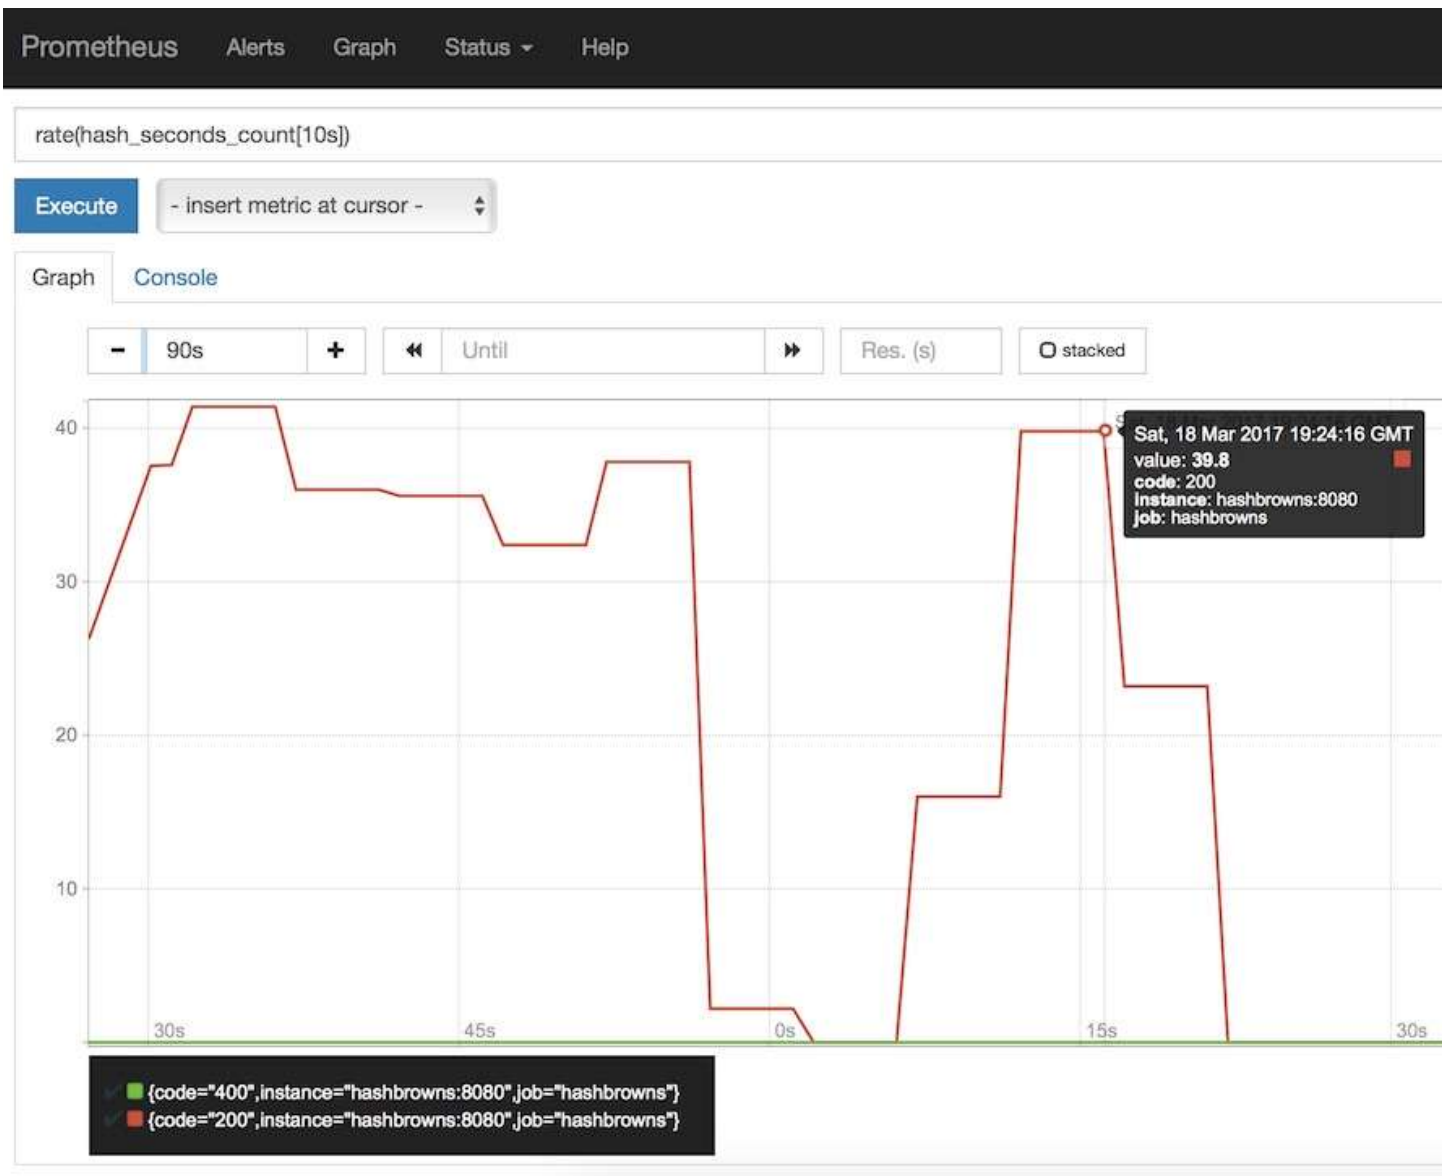 Prometheus Alerts Graph Status Help
rate(hash_seconds_count[10s])
Execute - insert metric at cursor -
Graph Console
90s Until Res. (s) stacked
40
30
20
10
30s 45s 0s 15s 30s
Sat, 18 Mar 2017 19:24:16 GMT
value: 39.8
code: 200
instance: hashbrowns:8080
job: hashbrowns
{code="400",instance="hashbrowns:8080",job="hashbrowns"}
{code="200",instance="hashbrowns:8080",job="hashbrowns"}